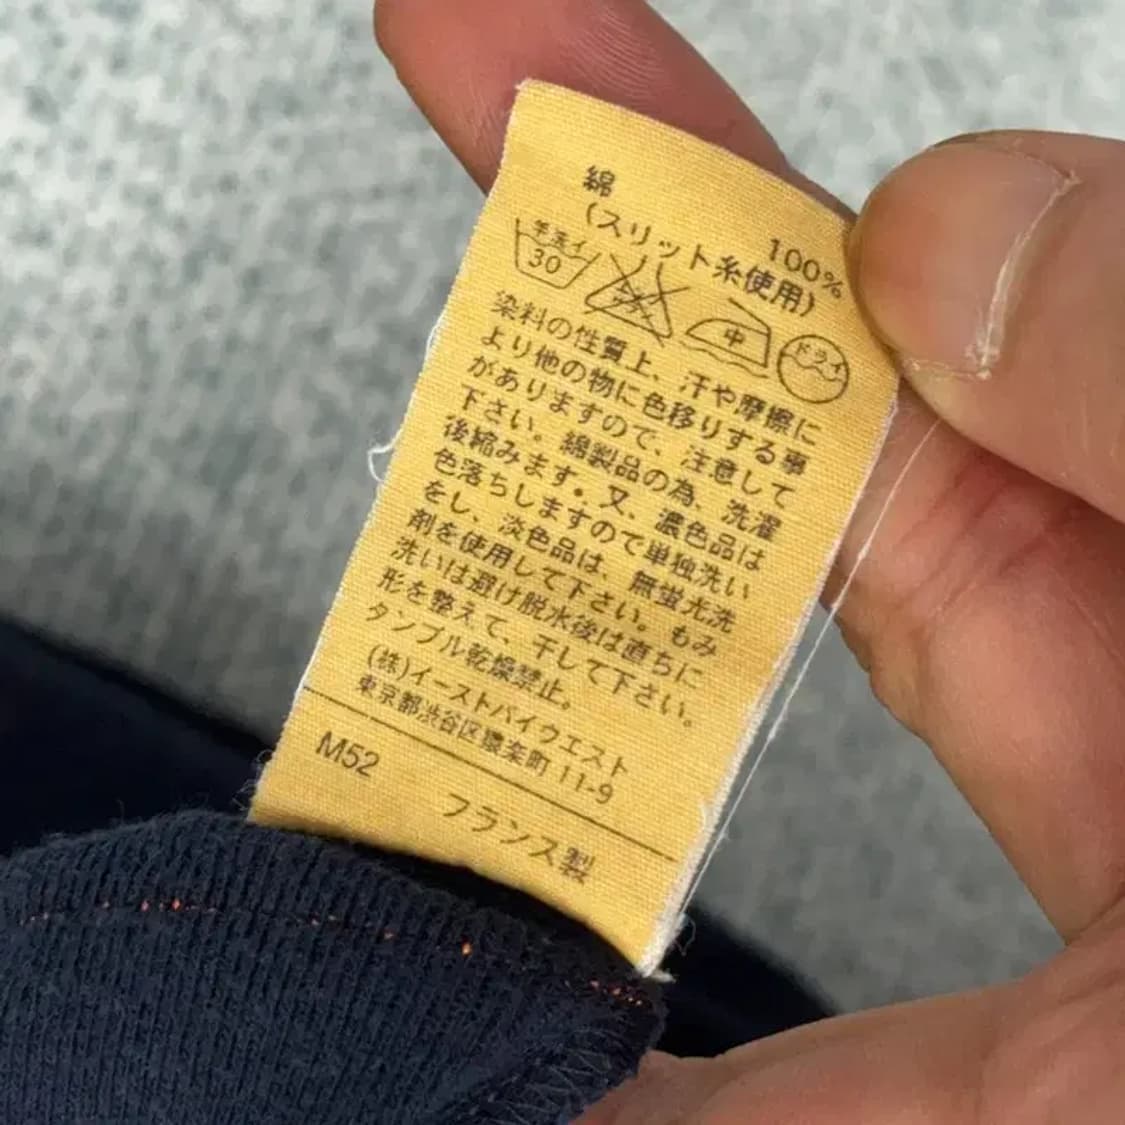 綿 100%
(スリット糸使用)
手洗イ
30
中
ドライ
染料の性質上、汗や摩擦に
より他の物に色移りする事
がありますので、注意して
下さい。綿製品の為、洗濯
後縮みます。又、濃色品は
色落ちしますので単独洗い
をし、淡色品は、無蛍光洗
剤を使用して下さい。もみ
洗いは避け脱水後は直ちに
形を整えて、干して下さい。
タンブル乾燥禁止。
(株)イーストバイウエスト
東京都渋谷区鶯楽町 11-9
M52
フランス製